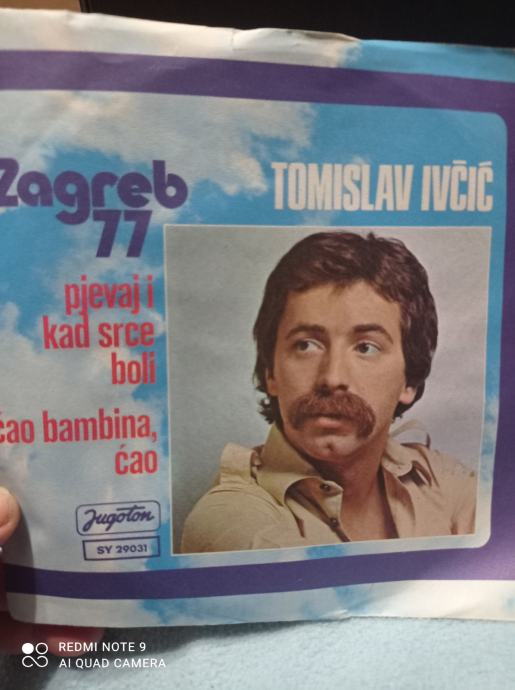 Zagreb
77
TOMISLAV IVČIĆ
pjevaj i
kad srce
boli
ćao bambina,
ćao
Jugoton
SY 29031
REDMI NOTE 9
AI QUAD CAMERA